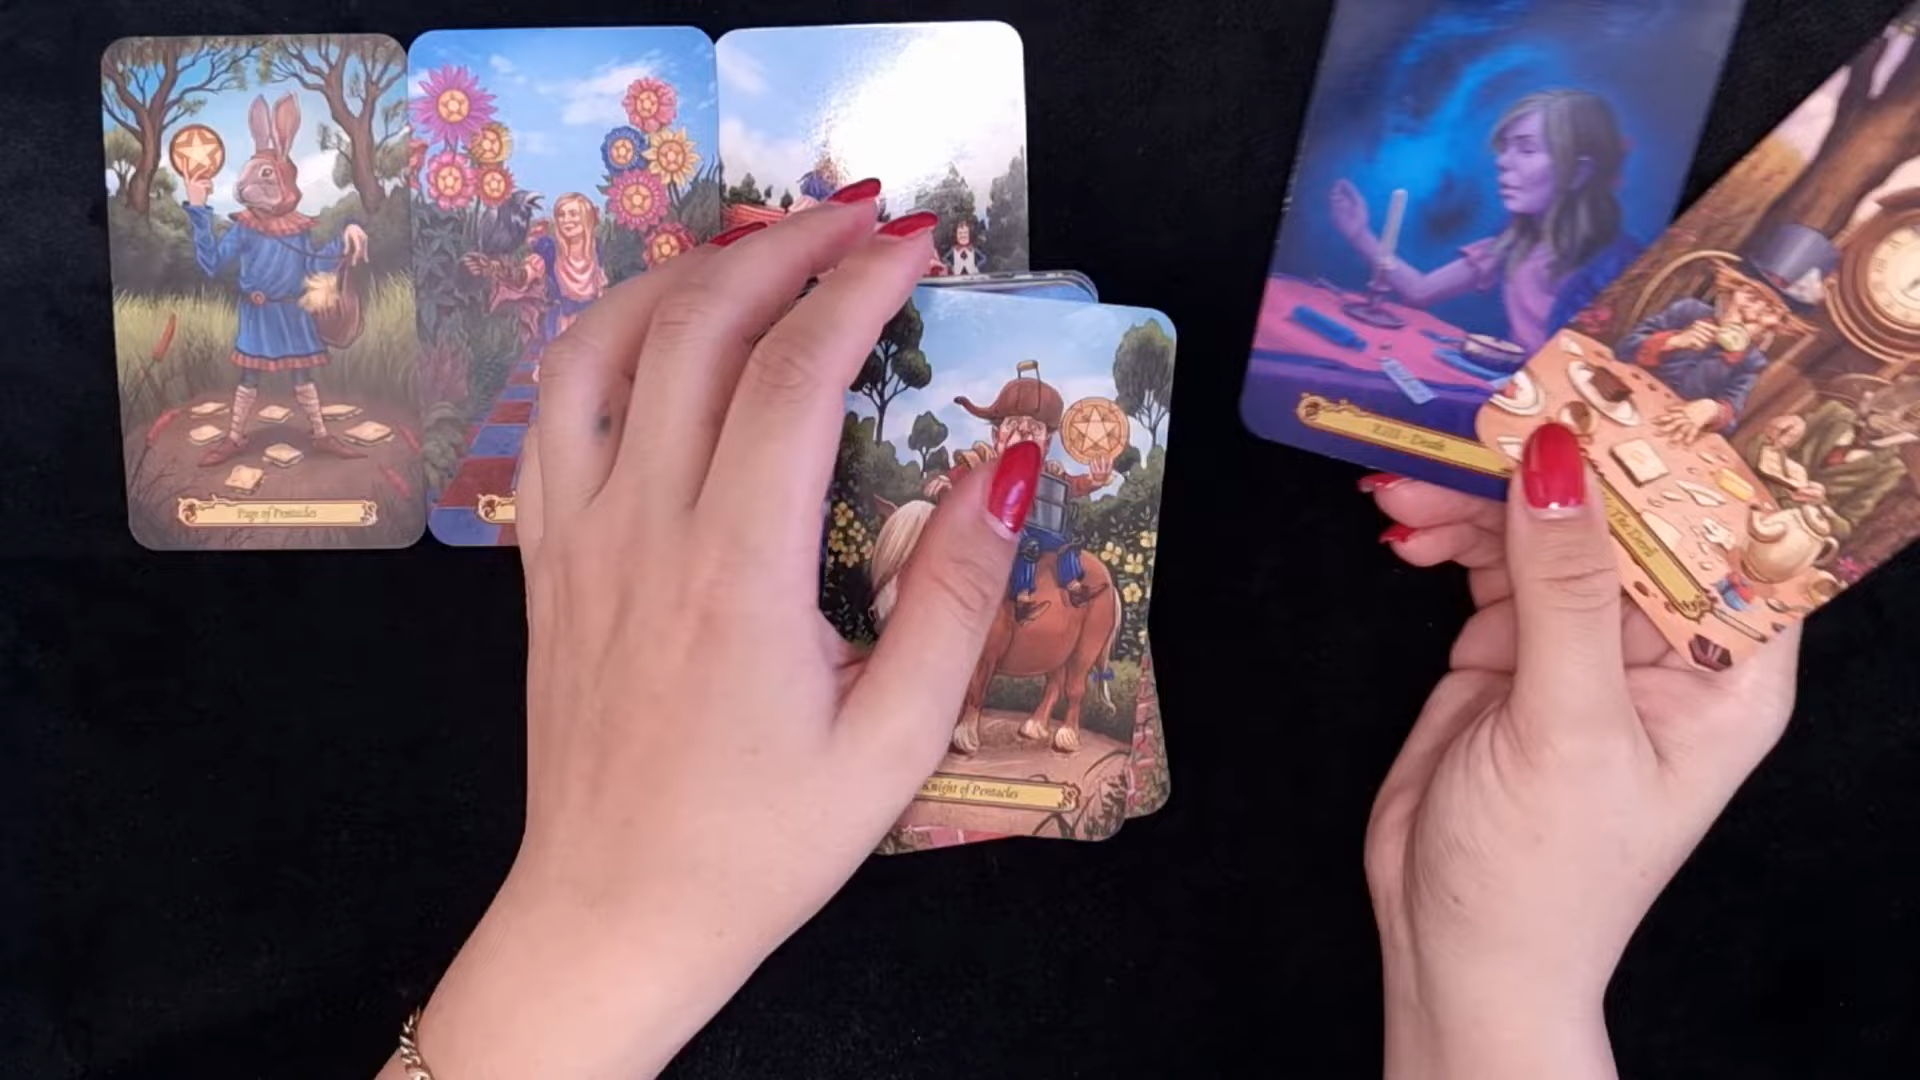 Page of Pentacles
XIII - Death
The Devil
Knight of Pentacles